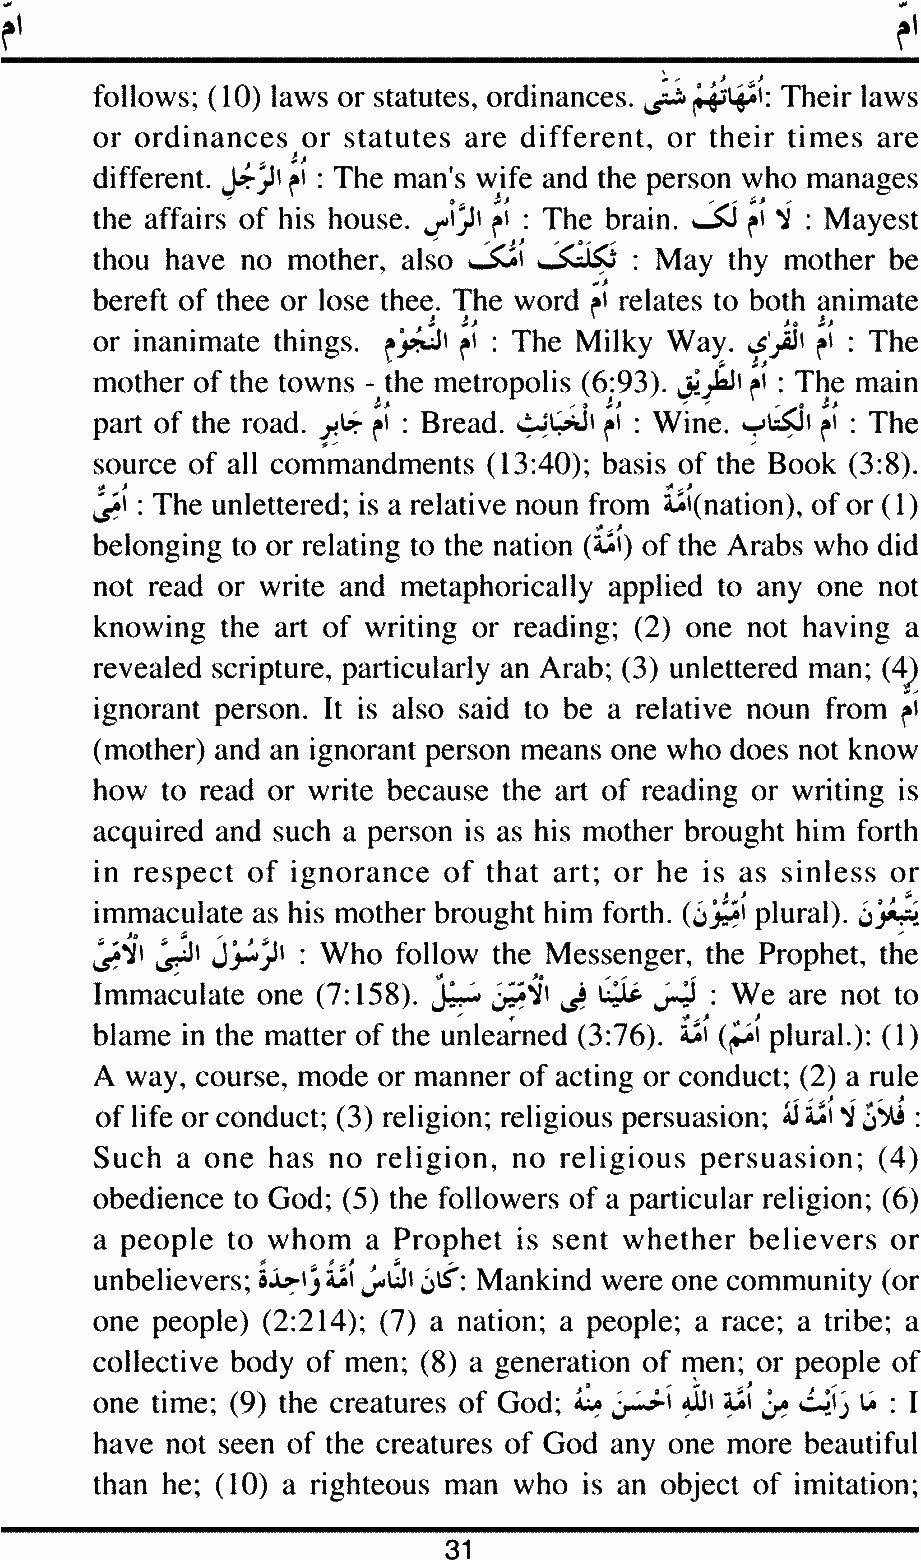 امّ امّ
follows; (10) laws or statutes, ordinances. اُمَّهَاتُهُمْ شَتّٰى: Their laws
or ordinances or statutes are different, or their times are
different. اُمُّ الرَّجُلِ : The man's wife and the person who manages
the affairs of his house. اُمُّ الرَّأْسِ : The brain. لَا اُمَّ لَکَ : Mayest
thou have no mother, also ثَکِلَتْکَ اُمُّکَ : May thy mother be
bereft of thee or lose thee. The word اُمّ relates to both animate
or inanimate things. اُمُّ النُّجُوْمِ : The Milky Way. اُمُّ الْقُرٰى : The
mother of the towns - the metropolis (6:93). اُمُّ الطَّرِيْقِ : The main
part of the road. اُمُّ جَابِرٍ : Bread. اُمُّ الْخَبَائِثِ : Wine. اُمُّ الْكِتَابِ : The
source of all commandments (13:40); basis of the Book (3:8).
اُمِّىٌّ : The unlettered; is a relative noun from اُمَّةٌ(nation), of or (1)
belonging to or relating to the nation (اُمَّةٌ) of the Arabs who did
not read or write and metaphorically applied to any one not
knowing the art of writing or reading; (2) one not having a
revealed scripture, particularly an Arab; (3) unlettered man; (4)
ignorant person. It is also said to be a relative noun from اُمٌّ
(mother) and an ignorant person means one who does not know
how to read or write because the art of reading or writing is
acquired and such a person is as his mother brought him forth
in respect of ignorance of that art; or he is as sinless or
immaculate as his mother brought him forth. (اُمِّيُّوْنَ plural). يَتَّبِعُوْنَ
الرَّسُوْلَ النَّبِىَّ الْاُمِّىَّ : Who follow the Messenger, the Prophet, the
Immaculate one (7:158). لَيْسَ عَلَيْنَا فِى الْاُمِّيّٖنَ سَبِيْلٌ : We are not to
blame in the matter of the unlearned (3:76). اُمَّةٌ (اُمَمٌ plural.): (1)
A way, course, mode or manner of acting or conduct; (2) a rule
of life or conduct; (3) religion; religious persuasion; فُلَانٌ لَا اُمَّةَ لَهٗ :
Such a one has no religion, no religious persuasion; (4)
obedience to God; (5) the followers of a particular religion; (6)
a people to whom a Prophet is sent whether believers or
unbelievers; كَانَ النَّاسُ اُمَّةً وَّاحِدَةً: Mankind were one community (or
one people) (2:214); (7) a nation; a people; a race; a tribe; a
collective body of men; (8) a generation of men; or people of
one time; (9) the creatures of God; مَا رَاَيْتُ مِنْ اُمَّةِ اللّٰهِ اَحْسَنَ مِنْهُ : I
have not seen of the creatures of God any one more beautiful
than he; (10) a righteous man who is an object of imitation;
31